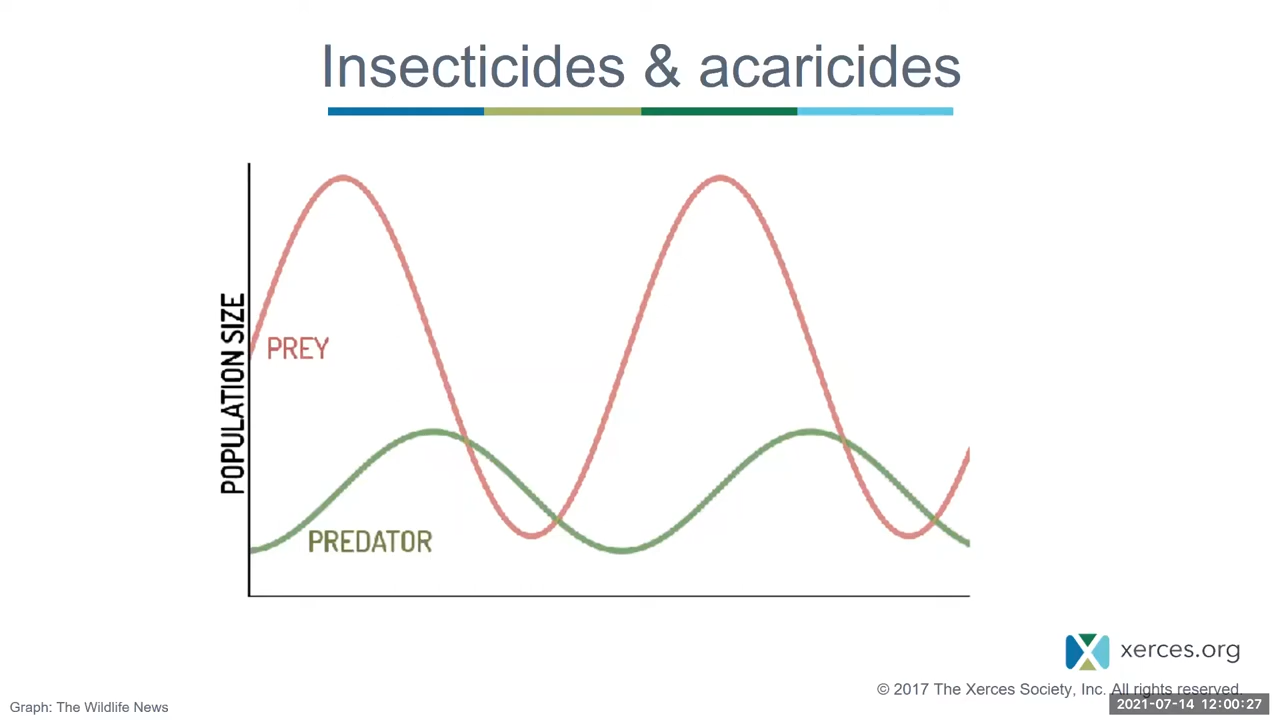 Insecticides & acaricides
POPULATION SIZE
PREY
PREDATOR
xerces.org
© 2017 The Xerces Society, Inc. All rights reserved.
Graph: The Wildlife News
2021-07-14 12:00:27